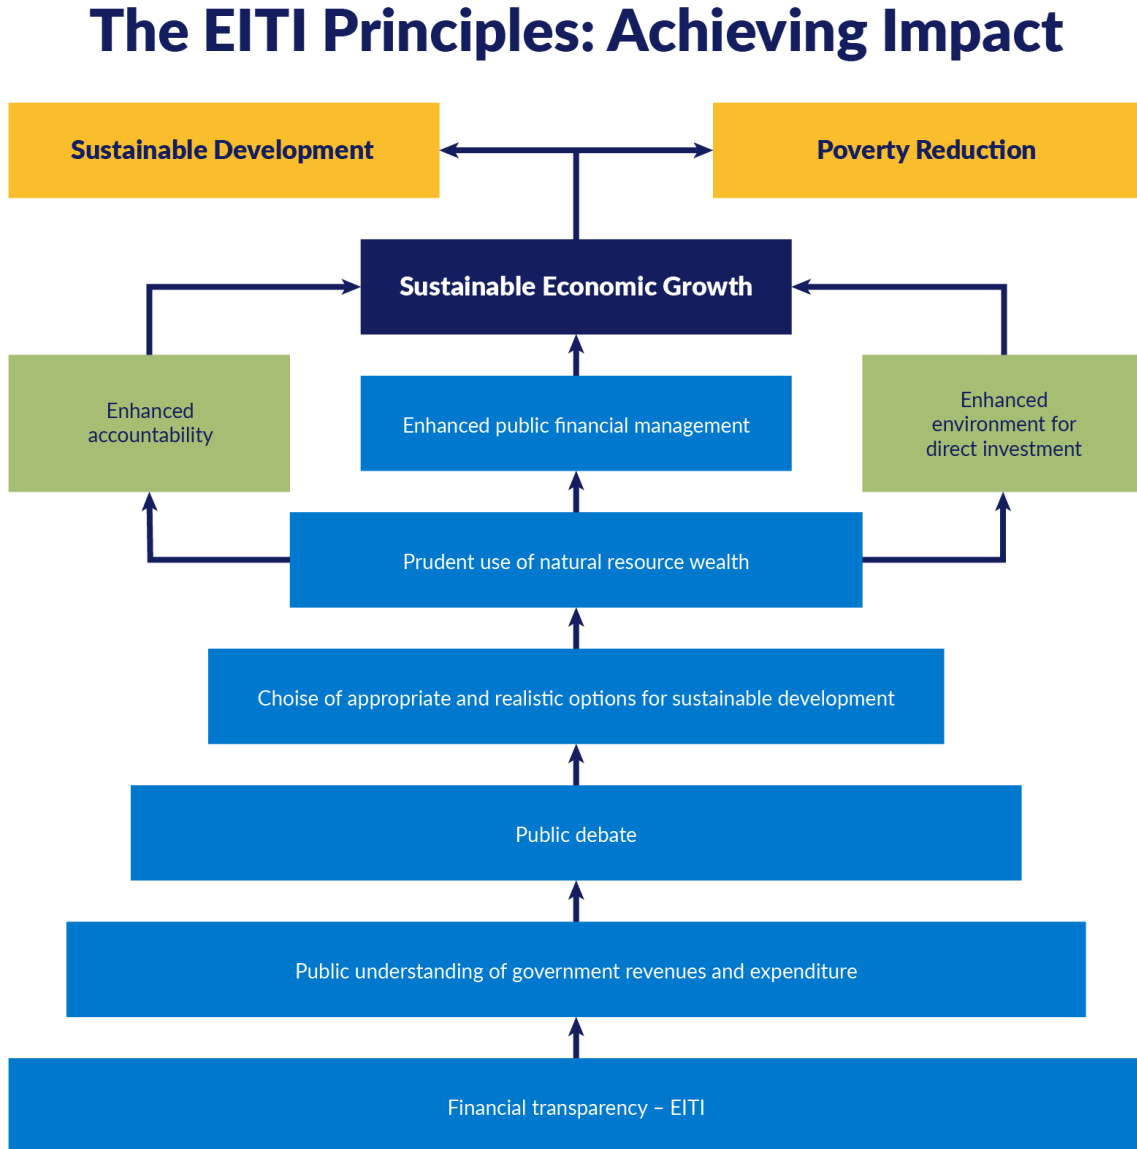 The EITI Principles: Achieving Impact
Sustainable Development
Poverty Reduction
Sustainable Economic Growth
Enhanced
accountability
Enhanced public financial management
Enhanced
environment for
direct investment
Prudent use of natural resource wealth
Choise of appropriate and realistic options for sustainable development
Public debate
Public understanding of government revenues and expenditure
Financial transparency – EITI